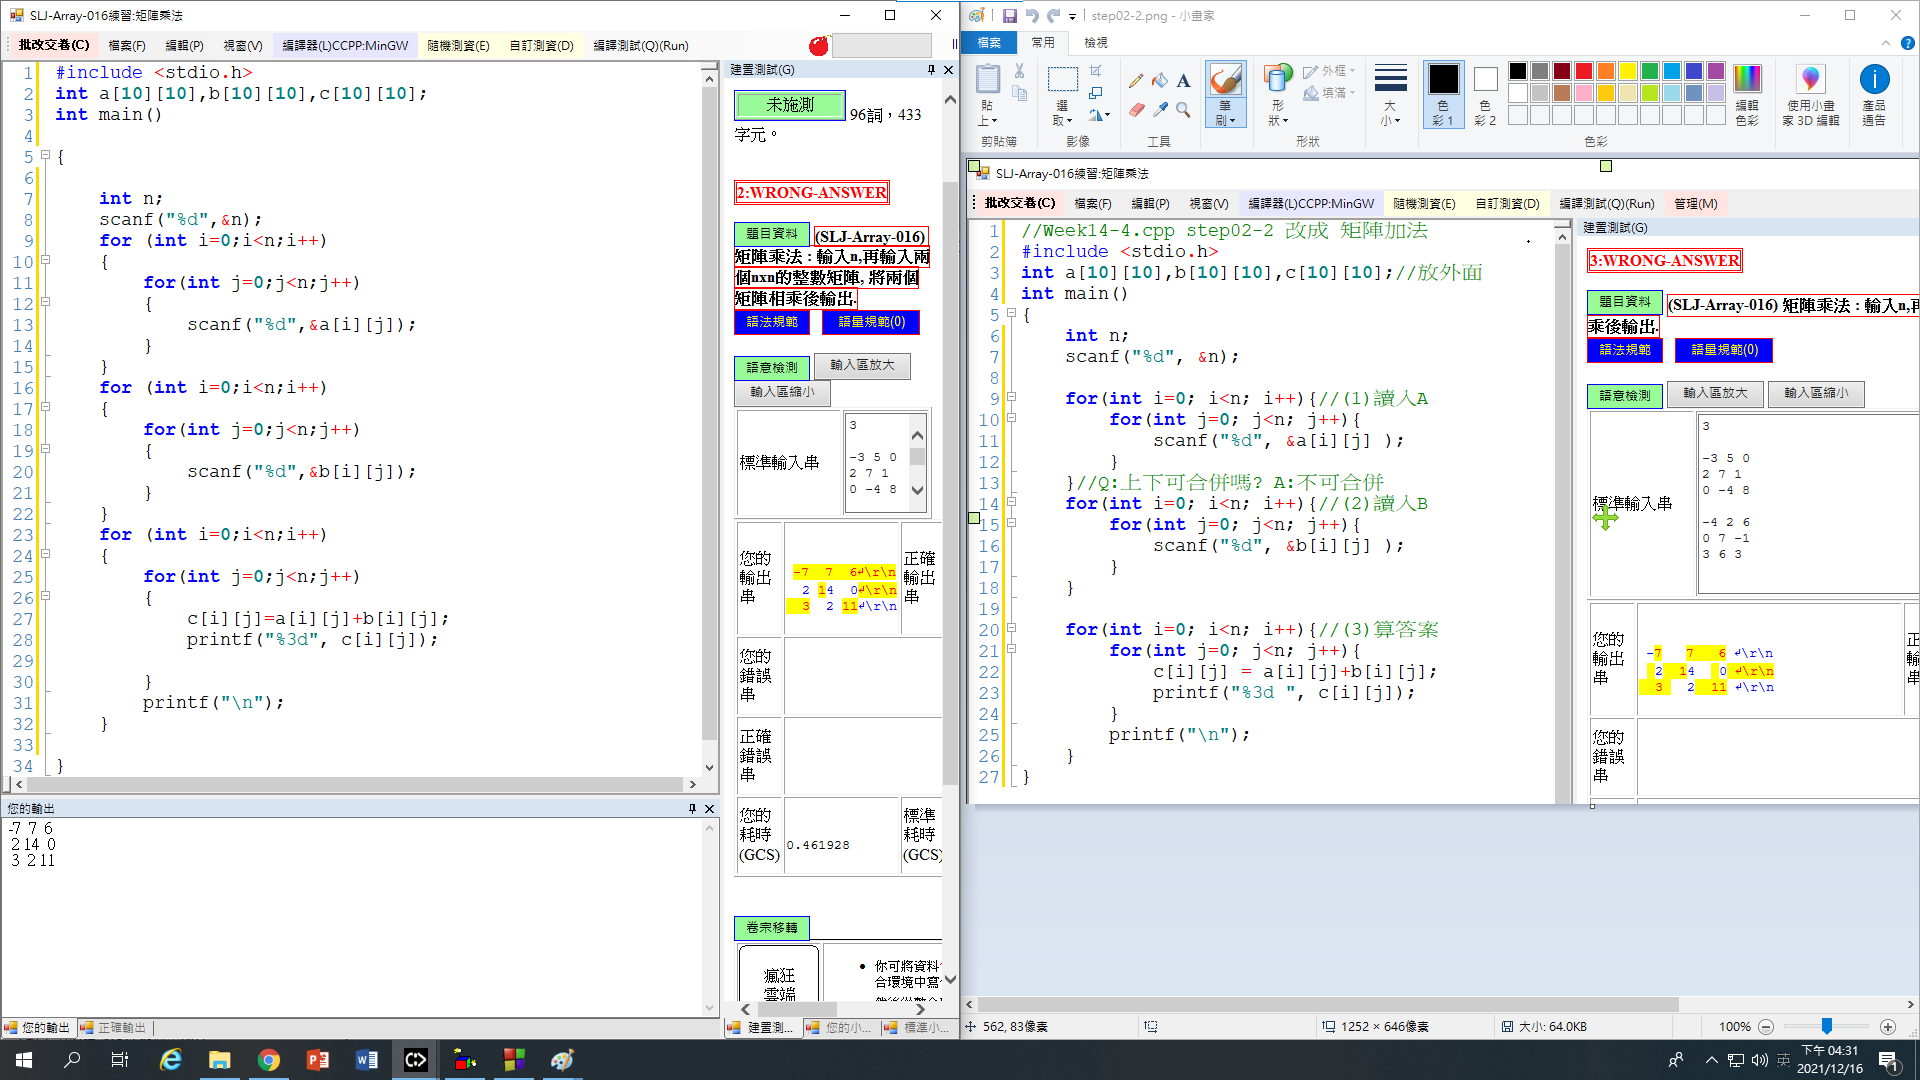 SLJ-Array-016練習:矩陣乘法
批改交卷(C) 檔案(F) 編輯(P) 視窗(V) 編譯器(L)CCPP:MinGW 隨機測資(E) 自訂測資(D) 編譯測試(Q)(Run)
1 #include <stdio.h>
2 int a[10][10],b[10][10],c[10][10];
3 int main()
4
5 {
6
7 int n;
8 scanf("%d",&n);
9 for (int i=0;i<n;i++)
10 {
11 for(int j=0;j<n;j++)
12 {
13 scanf("%d",&a[i][j]);
14 }
15 }
16 for (int i=0;i<n;i++)
17 {
18 for(int j=0;j<n;j++)
19 {
20 scanf("%d",&b[i][j]);
21 }
22 }
23 for (int i=0;i<n;i++)
24 {
25 for(int j=0;j<n;j++)
26 {
27 c[i][j]=a[i][j]+b[i][j];
28 printf("%3d", c[i][j]);
29
30 }
31 printf("\n");
32 }
33
34 }
您的輸出
-7 7 6
2 14 0
3 2 11
您的輸出 正確輸出
建置測試(G)
未施測 96詞，433
字元。
2:WRONG-ANSWER
題目資料 (SLJ-Array-016)
矩陣乘法 : 輸入n,再輸入兩
個nxn的整數矩陣, 將兩個
矩陣相乘後輸出.
語法規範 語量規範(0)
語意檢測 輸入區放大
輸入區縮小
標準輸入串
3
-3 5 0
2 7 1
0 -4 8
您的
輸出
串
-7 7 6↲\r\n
2 14 0↲\r\n
3 2 11↲\r\n
正確
輸出
串
您的
錯誤
串
正確
錯誤
串
您的
耗時
(GCS)
0.461928
標準
耗時
(GCS)
卷宗移轉
瘋狂
雲端
• 你可將資料
合環境中寫
建置測... 您的小... 標準小...
step02-2.png - 小畫家
檔案 常用 檢視
貼上 剪貼簿
選取 影像
工具
筆刷
形狀 外框 填滿 形狀
大小
色彩 1 色彩 2 編輯色彩 色彩
使用小畫家 3D 編輯
產品通告
SLJ-Array-016練習:矩陣乘法
批改交卷(C) 檔案(F) 編輯(P) 視窗(V) 編譯器(L)CCPP:MinGW 隨機測資(E) 自訂測資(D) 編譯測試(Q)(Run) 管理(M)
1 //Week14-4.cpp step02-2 改成 矩陣加法
2 #include <stdio.h>
3 int a[10][10],b[10][10],c[10][10];//放外面
4 int main()
5 {
6 int n;
7 scanf("%d", &n);
8
9 for(int i=0; i<n; i++){//(1)讀入A
10 for(int j=0; j<n; j++){
11 scanf("%d", &a[i][j] );
12 }
13 }//Q:上下可合併嗎? A:不可合併
14 for(int i=0; i<n; i++){//(2)讀入B
15 for(int j=0; j<n; j++){
16 scanf("%d", &b[i][j] );
17 }
18 }
19
20 for(int i=0; i<n; i++){//(3)算答案
21 for(int j=0; j<n; j++){
22 c[i][j] = a[i][j]+b[i][j];
23 printf("%3d ", c[i][j]);
24 }
25 printf("\n");
26 }
27 }
建置測試(G)
3:WRONG-ANSWER
題目資料 (SLJ-Array-016) 矩陣乘法 : 輸入n,再
乘後輸出.
語法規範 語量規範(0)
語意檢測 輸入區放大 輸入區縮小
標準輸入串
3
-3 5 0
2 7 1
0 -4 8
-4 2 6
0 7 -1
3 6 3
您的
輸出
串
-7 7 6 ↲\r\n
2 14 0 ↲\r\n
3 2 11 ↲\r\n
您的
錯誤
串
562, 83像素 1252 × 646像素 大小: 64.0KB 100%
英 下午 04:31
2021/12/16
1